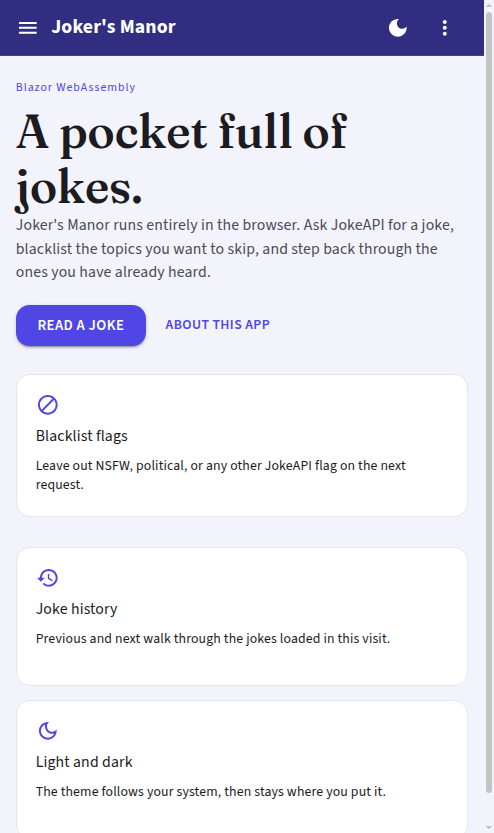 Joker's Manor
Blazor WebAssembly
A pocket full of
jokes.
Joker's Manor runs entirely in the browser. Ask JokeAPI for a joke,
blacklist the topics you want to skip, and step back through the
ones you have already heard.
READ A JOKE
ABOUT THIS APP
Blacklist flags
Leave out NSFW, political, or any other JokeAPI flag on the next
request.
Joke history
Previous and next walk through the jokes loaded in this visit.
Light and dark
The theme follows your system, then stays where you put it.